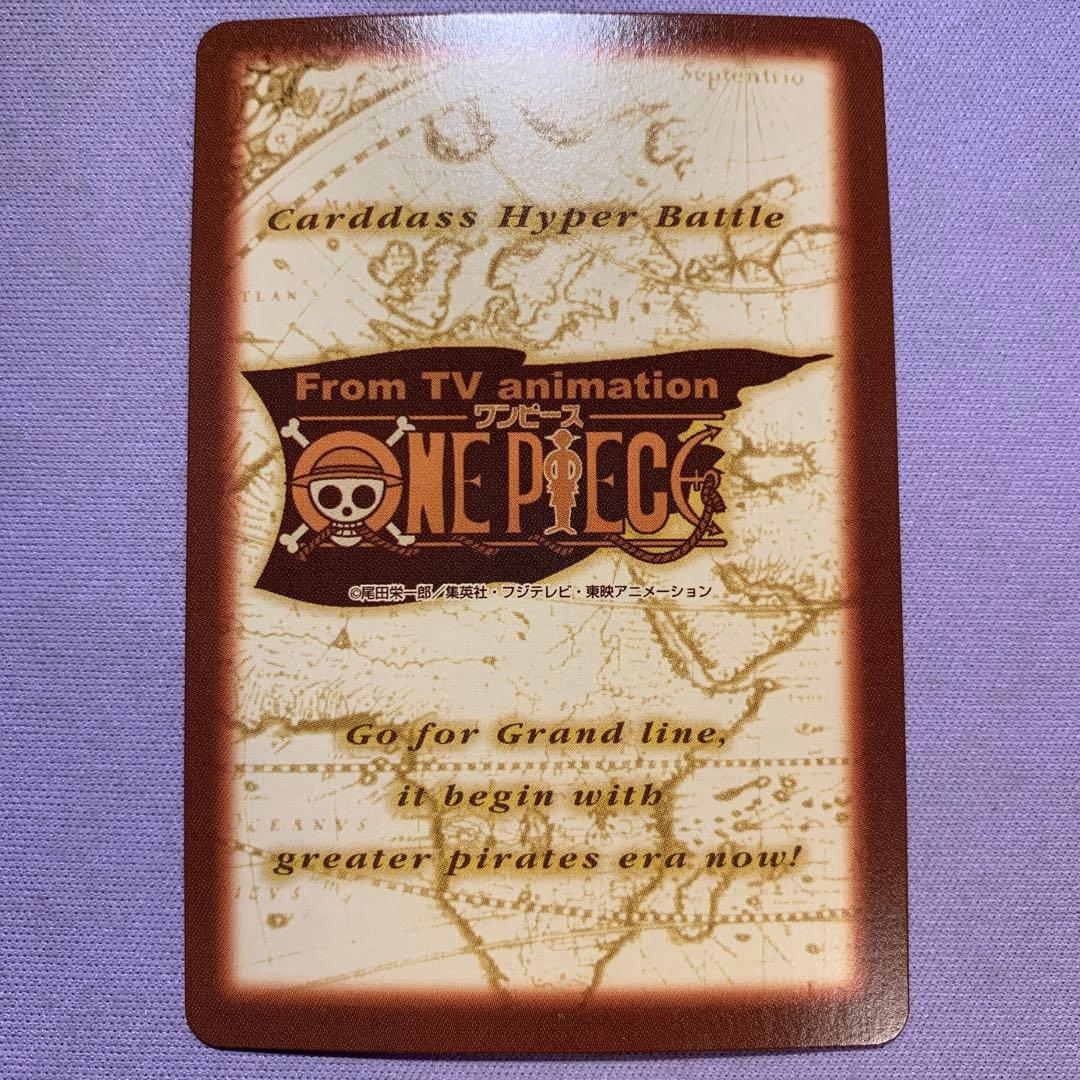 Septentrio
Carddass Hyper Battle
TLAN
From TV animation
ワンピース
ONE PIECE
©尾田栄一郎／集英社・フジテレビ・東映アニメーション
Go for Grand line,
it begin with
KEANVS
greater pirates era now!